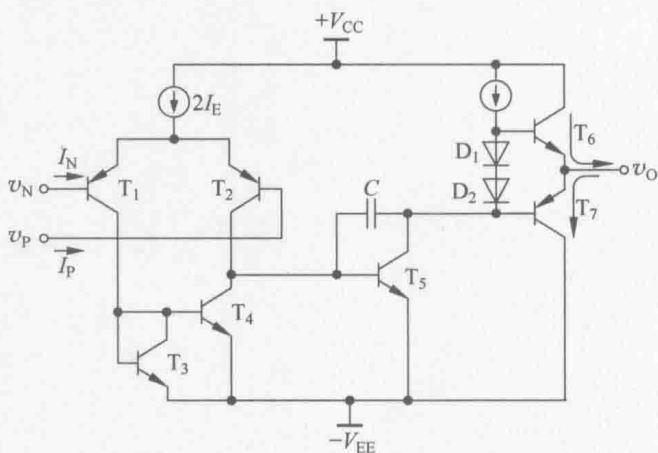 +V_CC
2I_E
I_N
v_N
T_1
T_2
v_P
I_P
C
D_1
D_2
T_6
v_O
T_7
T_5
T_4
T_3
−V_EE